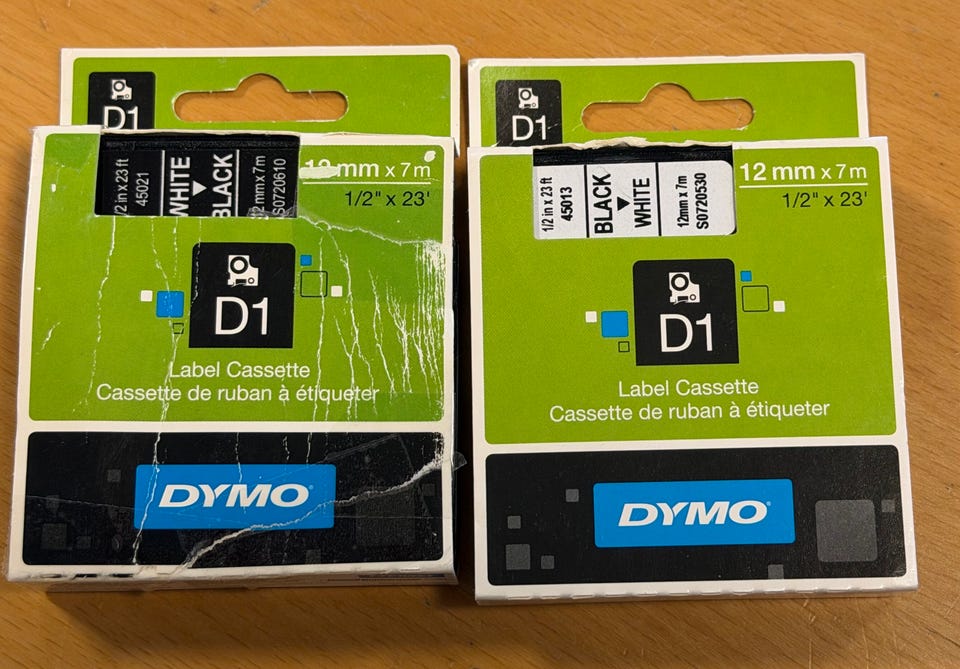 D1
1/2 in x 23 ft
45021
WHITE
BLACK
12 mm x 7 m
S0720610
12 mm x 7 m
1/2" x 23'
D1
Label Cassette
Cassette de ruban à étiqueter
DYMO
D1
1/2 in x 23 ft
45013
BLACK
WHITE
12mm x 7m
S0720530
12 mm x 7 m
1/2" x 23'
D1
Label Cassette
Cassette de ruban à étiqueter
DYMO